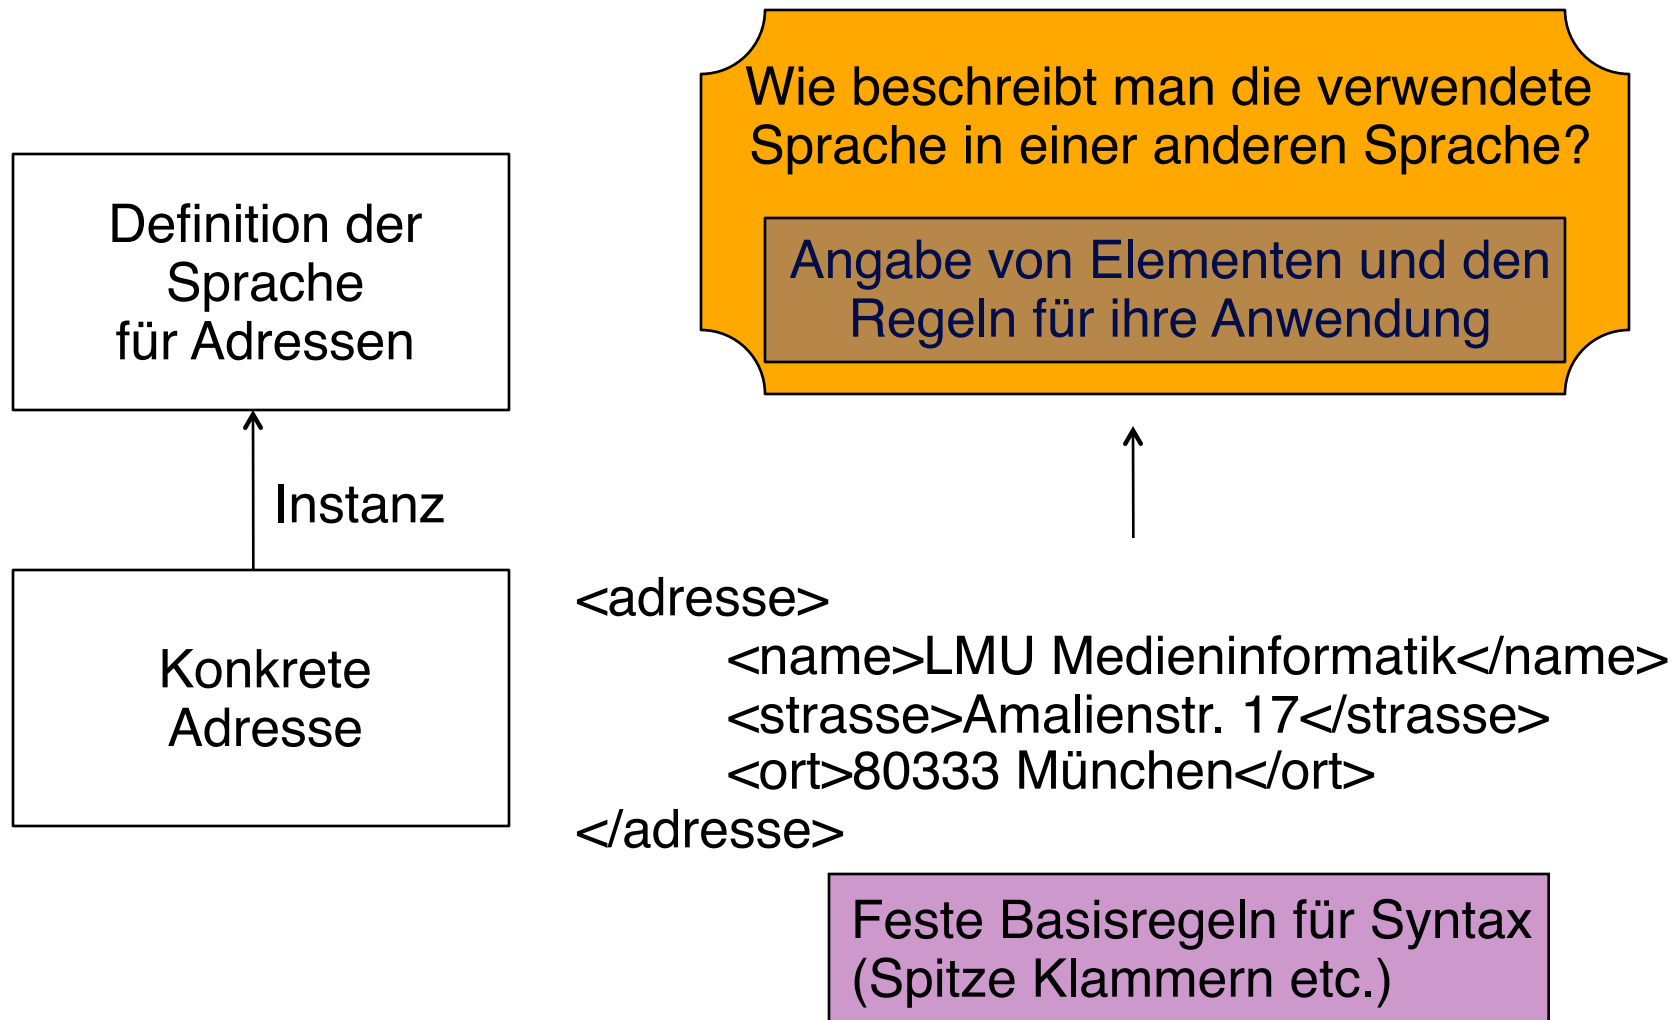 Wie beschreibt man die verwendete
Sprache in einer anderen Sprache?
Angabe von Elementen und den
Regeln für ihre Anwendung
Definition der
Sprache
für Adressen
Instanz
Konkrete
Adresse
<adresse>
<name>LMU Medieninformatik</name>
<strasse>Amalienstr. 17</strasse>
<ort>80333 München</ort>
</adresse>
Feste Basisregeln für Syntax
(Spitze Klammern etc.)